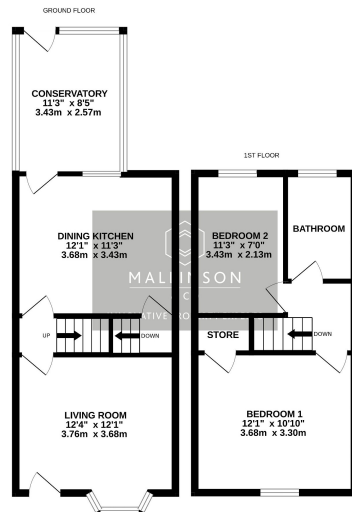 GROUND FLOOR
CONSERVATORY
11'3" x 8'5"
3.43m x 2.57m
DINING KITCHEN
12'1" x 11'3"
3.68m x 3.43m
UP
DOWN
LIVING ROOM
12'4" x 12'1"
3.76m x 3.68m
1ST FLOOR
BEDROOM 2
11'3" x 7'0"
3.43m x 2.13m
BATHROOM
STORE
DOWN
BEDROOM 1
12'1" x 10'10"
3.68m x 3.30m
MALLINSON